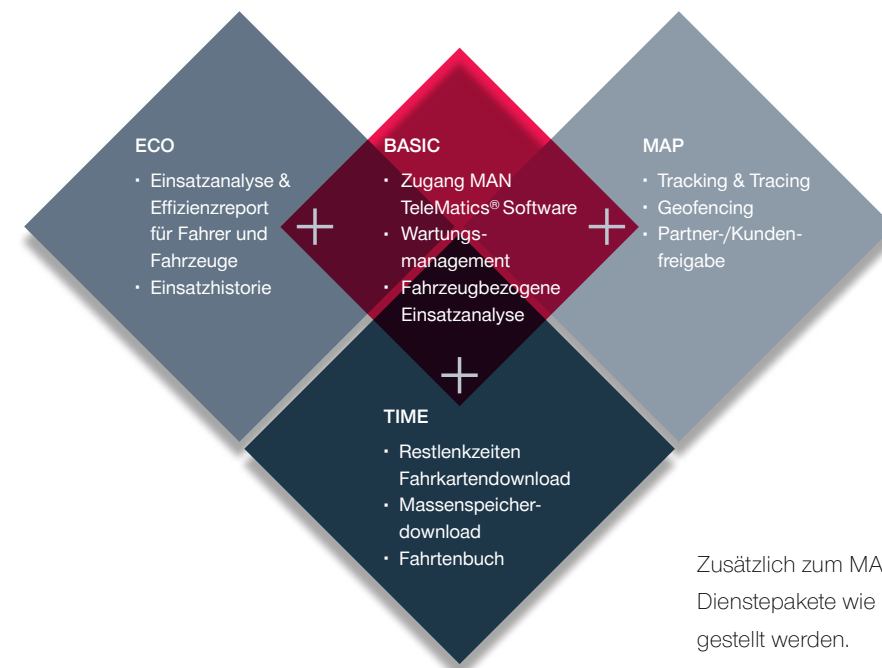 ECO
· Einsatzanalyse &
Effizienzreport
für Fahrer und
Fahrzeuge
· Einsatzhistorie
+
BASIC
· Zugang MAN
TeleMatics® Software
· Wartungs-
management
· Fahrzeugbezogene
Einsatzanalyse
+
MAP
· Tracking & Tracing
· Geofencing
· Partner-/Kunden-
freigabe
+
TIME
· Restlenkzeiten
Fahrkartendownload
· Massenspeicher-
download
· Fahrtenbuch
Zusätzlich zum MA
Dienstepakete wie
gestellt werden.